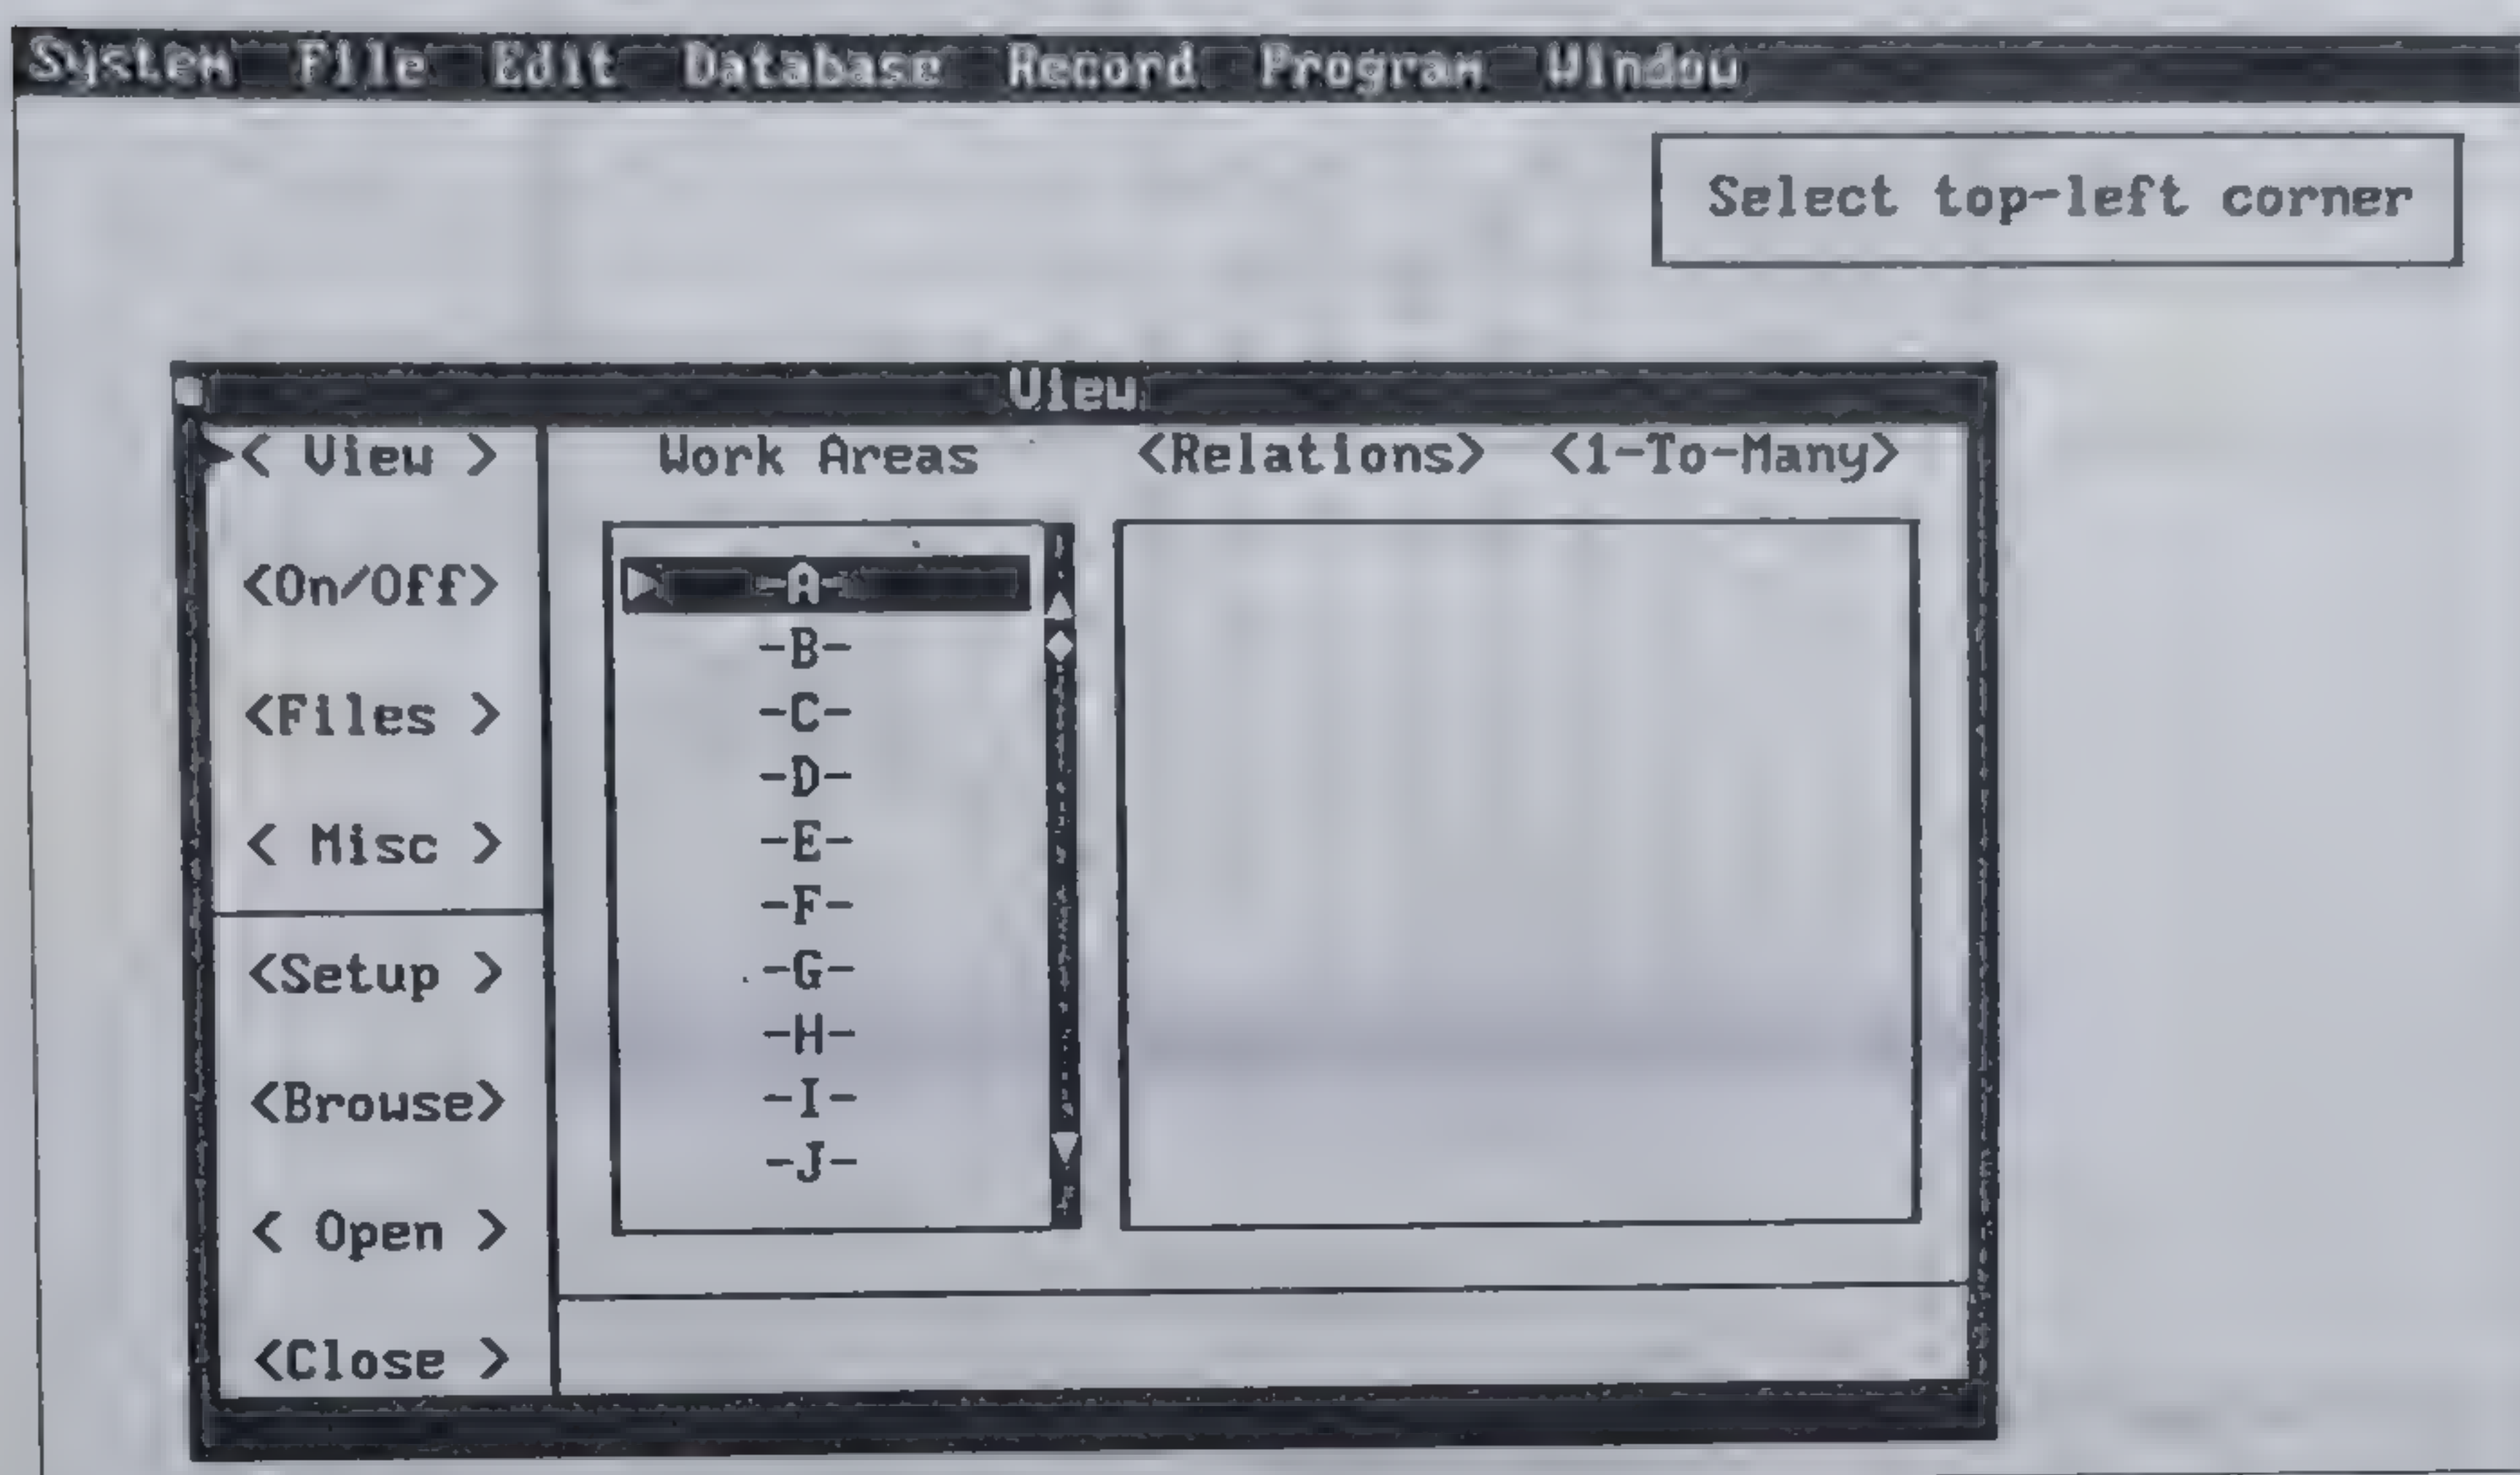 System File Edit Database Record Program Window
Select top-left corner
View
< View >
<On/Off>
<Files >
< Misc >
<Setup >
<Browse>
< Open >
<Close >
Work Areas
-A-
-B-
-C-
-D-
-E-
-F-
-G-
-H-
-I-
-J-
<Relations> <1-To-Many>